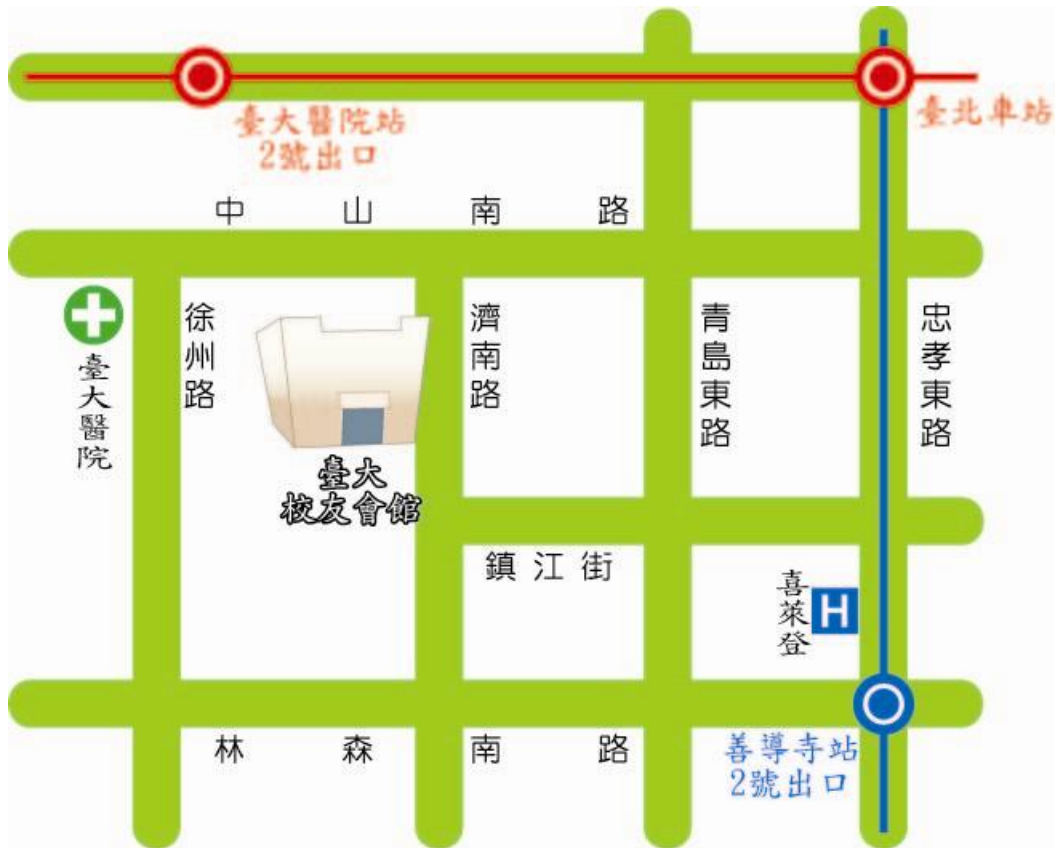 臺大醫院站
2號出口
臺北車站
中山南路
徐州路
濟南路
青島東路
忠孝東路
臺大醫院
臺大
校友會館
鎮江街
喜萊登
H
林森南路
善導寺站
2號出口